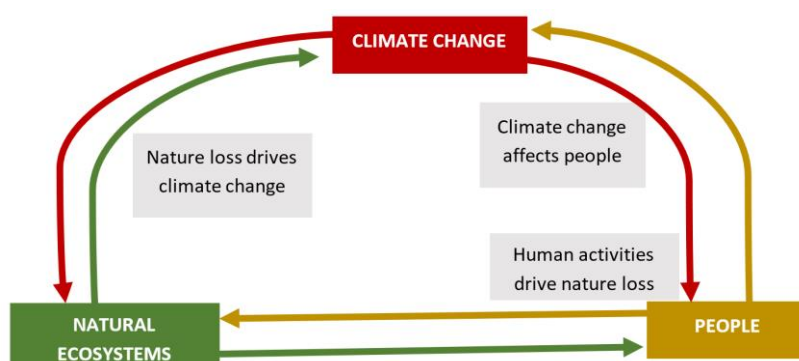 CLIMATE CHANGE
Nature loss drives
climate change
Climate change
affects people
Human activities
drive nature loss
NATURAL
ECOSYSTEMS
PEOPLE